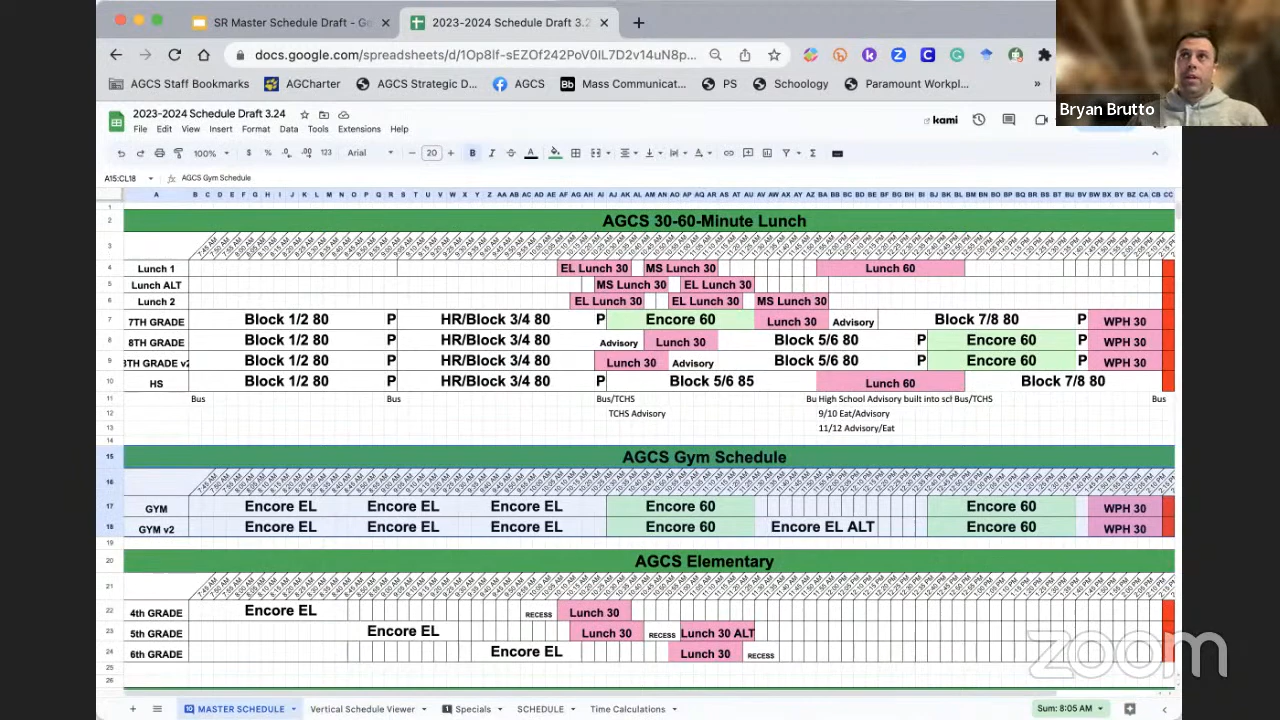 SR Master Schedule Draft - Go
2023-2024 Schedule Draft 3.2
docs.google.com/spreadsheets/d/1Op8If-sEZOf242PoV0IL7D2v14uN8p...
AGCS Staff Bookmarks AGCharter AGCS Strategic D... AGCS Mass Communicat... PS Schoology Paramount Workpl... »
Bryan Brutto
2023-2024 Schedule Draft 3.24
File Edit View Insert Format Data Tools Extensions Help
kami
100% $ % .0 .00 123 Arial 20 B I A
A15:CL18 fx AGCS Gym Schedule
AGCS 30-60-Minute Lunch
Lunch 1 EL Lunch 30 MS Lunch 30 Lunch 60
Lunch ALT MS Lunch 30 EL Lunch 30
Lunch 2 EL Lunch 30 EL Lunch 30 MS Lunch 30
7TH GRADE Block 1/2 80 P HR/Block 3/4 80 P Encore 60 Lunch 30 Advisory Block 7/8 80 P WPH 30
8TH GRADE Block 1/2 80 P HR/Block 3/4 80 Advisory Lunch 30 Block 5/6 80 P Encore 60 P WPH 30
8TH GRADE v2 Block 1/2 80 P HR/Block 3/4 80 Lunch 30 Advisory Block 5/6 80 P Encore 60 P WPH 30
HS Block 1/2 80 P HR/Block 3/4 80 P Block 5/6 85 Lunch 60 Block 7/8 80
Bus Bus Bus/TCHS Bu High School Advisory built into scl Bus/TCHS Bus
TCHS Advisory 9/10 Eat/Advisory
11/12 Advisory/Eat
AGCS Gym Schedule
GYM Encore EL Encore EL Encore EL Encore 60 Encore 60 WPH 30
GYM v2 Encore EL Encore EL Encore EL Encore 60 Encore EL ALT Encore 60 WPH 30
AGCS Elementary
4th GRADE Encore EL RECESS Lunch 30
5th GRADE Encore EL Lunch 30 RECESS Lunch 30 ALT
6th GRADE Encore EL Lunch 30 RECESS
zoom
MASTER SCHEDULE Vertical Schedule Viewer Specials SCHEDULE Time Calculations Sum: 8:05 AM